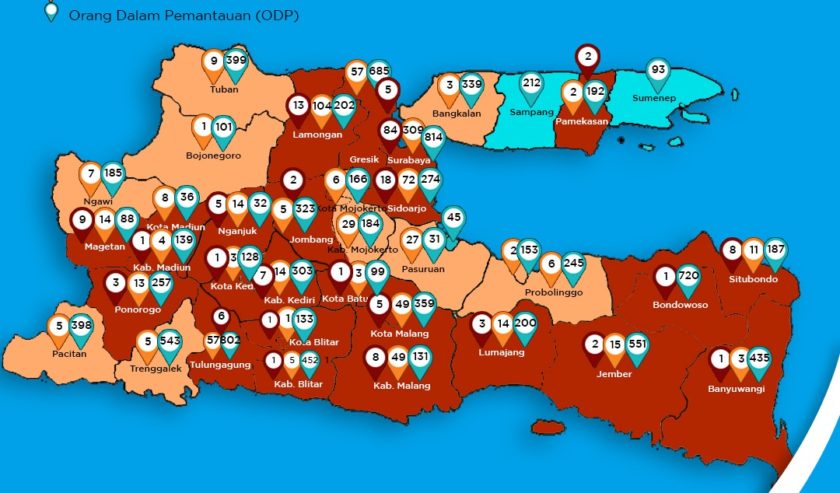 Orang Dalam Pemantauan (ODP)
9 399
Tuban
57 685
5
Gresik
2
2 192
Pamekasan
3 339
Bangkalan
212
Sampang
93
Sumenep
13 104 202
Lamongan
1 101
Bojonegoro
84 309 814
Surabaya
7 185
Ngawi
8 36
Kota Madiun
5 14 32
Nganjuk
2
5 323
Jombang
6 166
Kota Mojokerto
18 72 274
Sidoarjo
9 14 88
Magetan
1 4 139
Kab. Madiun
29 184
Kab. Mojokerto
45
27 31
Pasuruan
1 3 128
7 14 303
Kab. Kediri
1 3 99
Kota Batu
2 153
6 245
Probolinggo
8 11 187
Situbondo
1 720
Bondowoso
3 13 257
Ponorogo
5 49 359
Kota Malang
5 398
Pacitan
5 543
Trenggalek
6
57 802
Tulungagung
1 1 133
Kota Blitar
3 14 200
Lumajang
1 5 452 1
Kab. Blitar
8 49 131
Kab. Malang
2 15 551
Jember
1 3 435
Banyuwangi